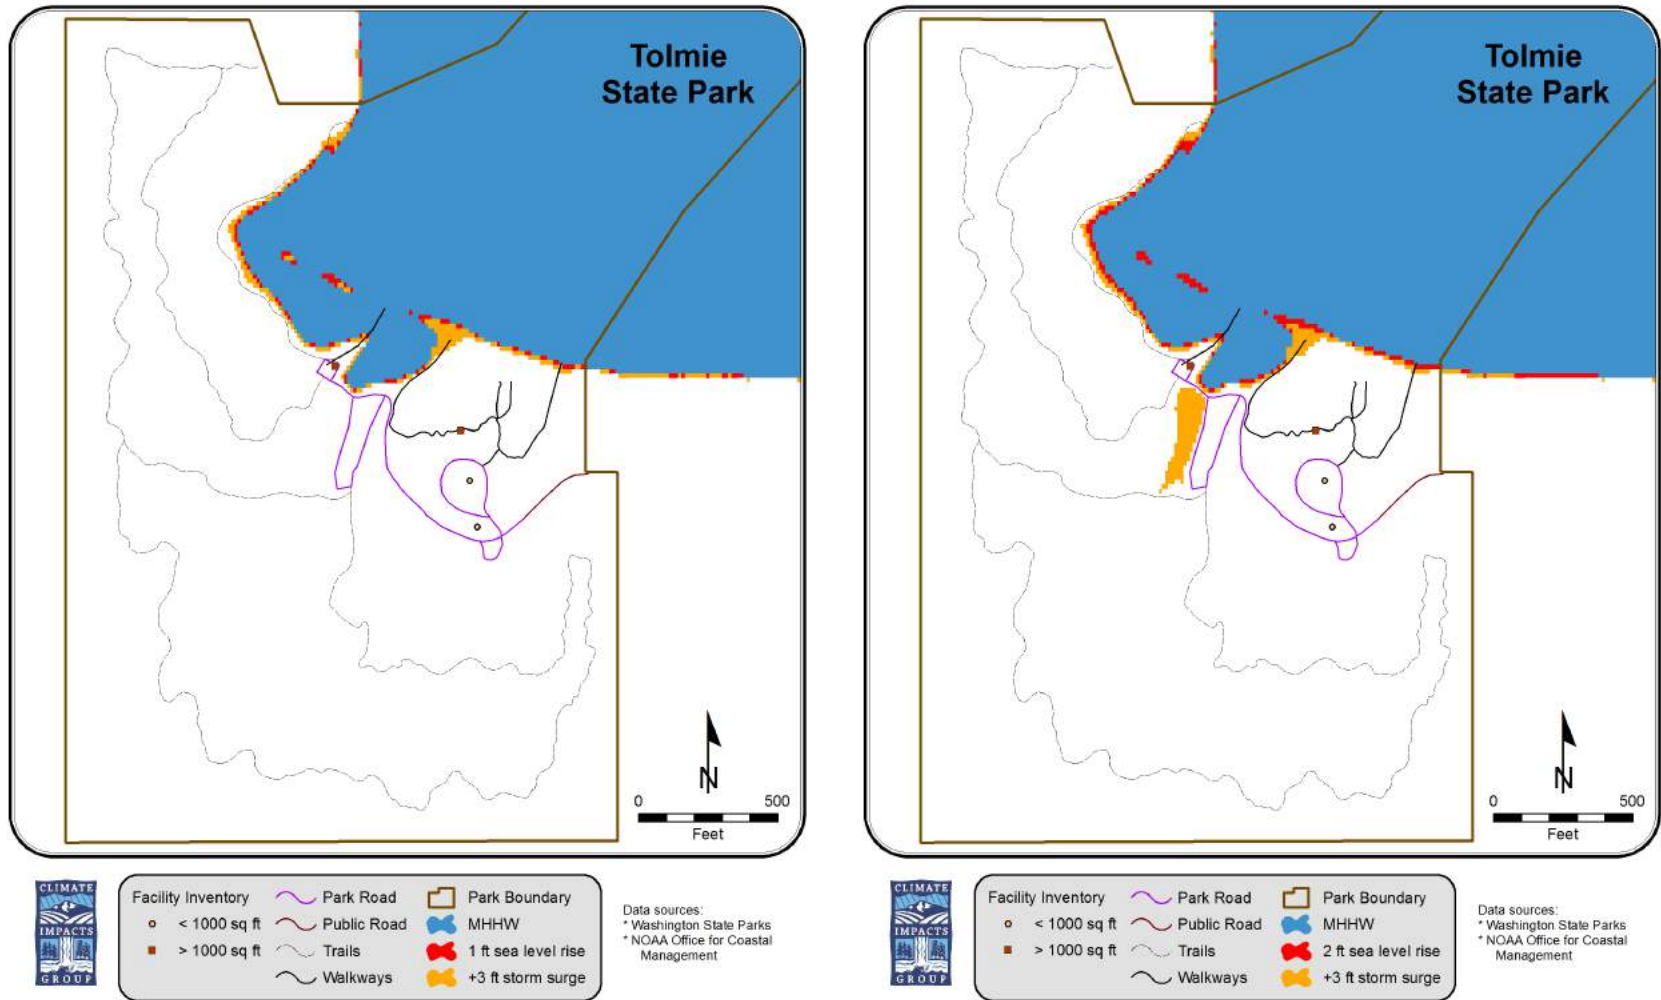 Tolmie
State Park
N
0 500
Feet
CLIMATE
IMPACTS
GROUP
Facility Inventory
< 1000 sq ft
> 1000 sq ft
Park Road
Public Road
Trails
Walkways
Park Boundary
MHHW
1 ft sea level rise
+3 ft storm surge
Data sources:
* Washington State Parks
* NOAA Office for Coastal
Management
Tolmie
State Park
N
0 500
Feet
CLIMATE
IMPACTS
GROUP
Facility Inventory
< 1000 sq ft
> 1000 sq ft
Park Road
Public Road
Trails
Walkways
Park Boundary
MHHW
2 ft sea level rise
+3 ft storm surge
Data sources:
* Washington State Parks
* NOAA Office for Coastal
Management